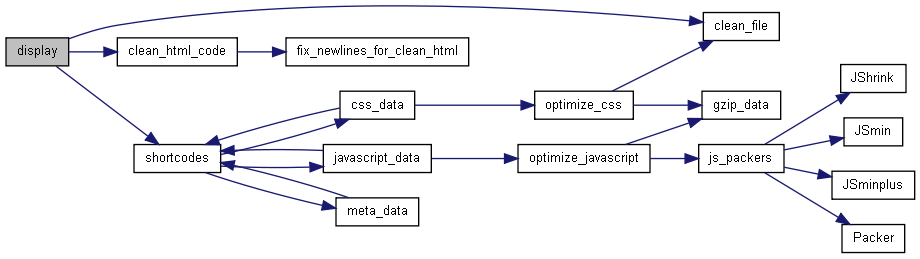 display
clean_html_code
fix_newlines_for_clean_html
clean_file
css_data
optimize_css
gzip_data
shortcodes
javascript_data
optimize_javascript
js_packers
meta_data
JShrink
JSmin
JSminplus
Packer